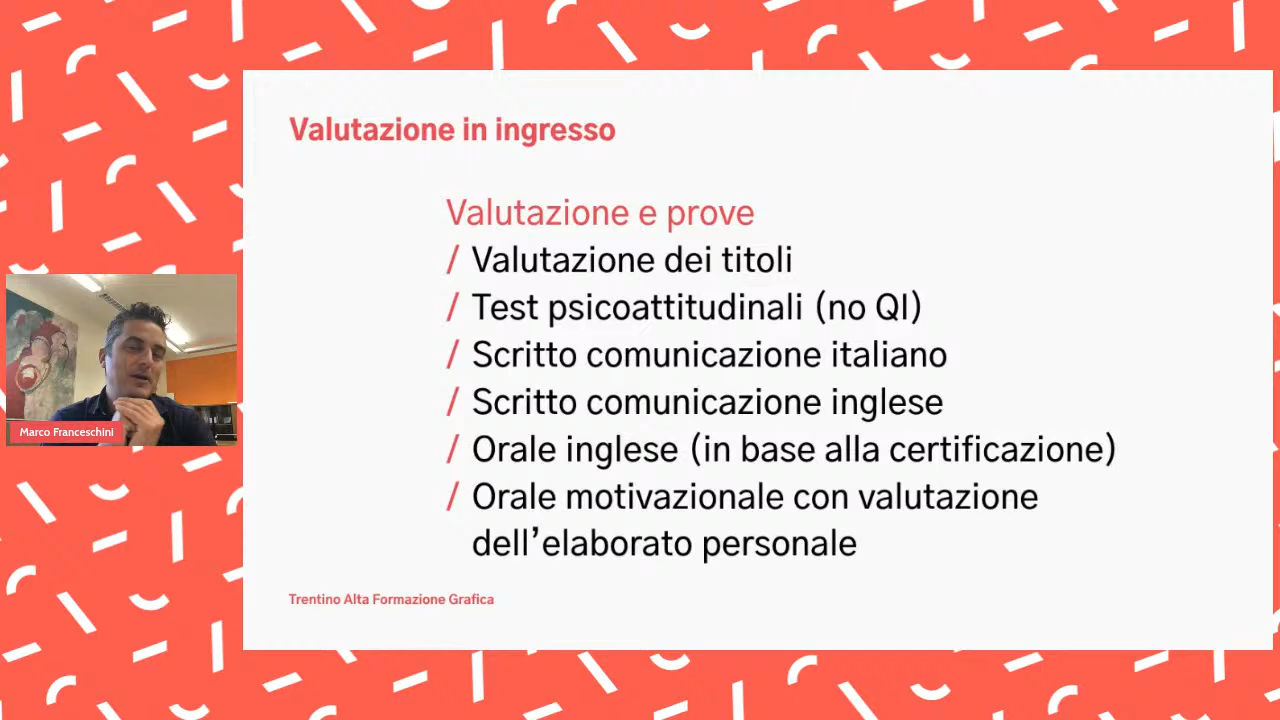 Valutazione in ingresso
Valutazione e prove
/ Valutazione dei titoli
/ Test psicoattitudinali (no QI)
/ Scritto comunicazione italiano
/ Scritto comunicazione inglese
/ Orale inglese (in base alla certificazione)
/ Orale motivazionale con valutazione
dell’elaborato personale
Marco Franceschini
Trentino Alta Formazione Grafica